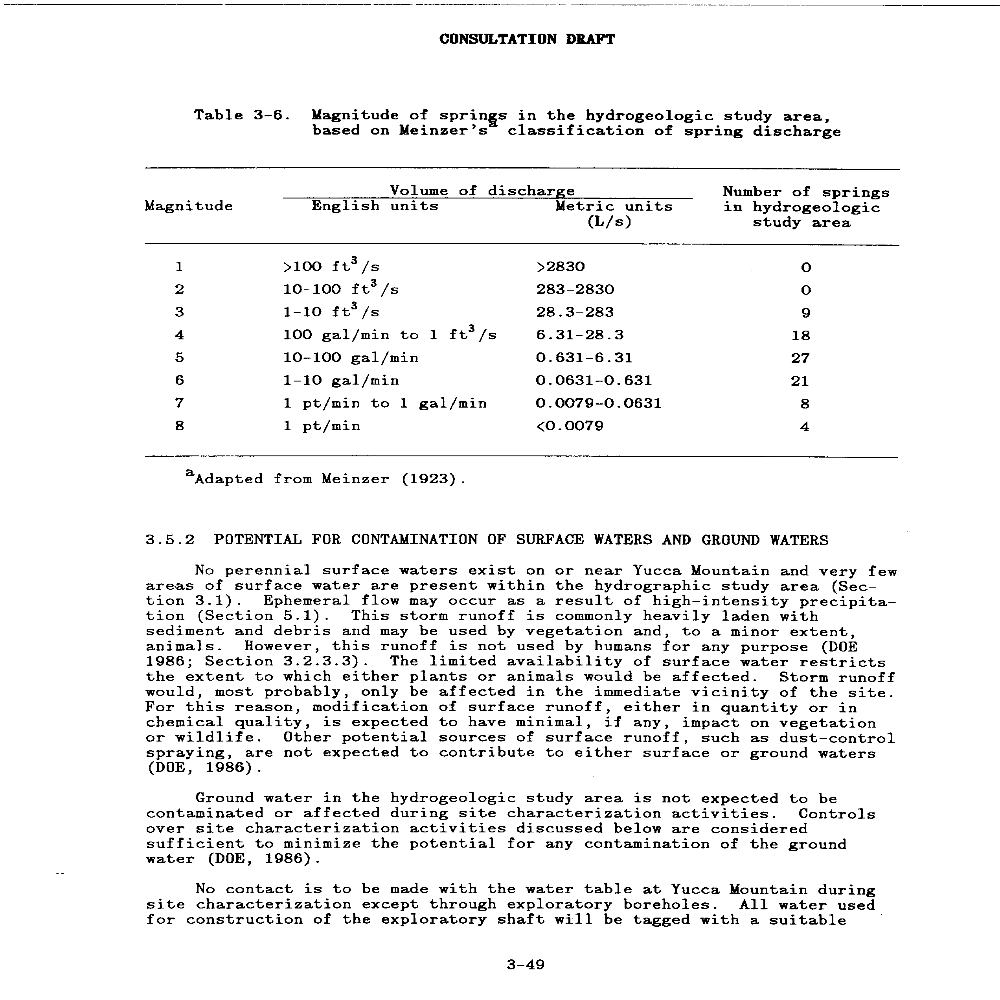 CONSULTATION DRAFT
Table 3-6. Magnitude of springs in the hydrogeologic study area,
based on Meinzer's^a classification of spring discharge
Volume of discharge Number of springs
Magnitude English units Metric units in hydrogeologic
(L/s) study area
1 >100 ft³/s >2830 0
2 10-100 ft³/s 283-2830 0
3 1-10 ft³/s 28.3-283 9
4 100 gal/min to 1 ft³/s 6.31-28.3 18
5 10-100 gal/min 0.631-6.31 27
6 1-10 gal/min 0.0631-0.631 21
7 1 pt/min to 1 gal/min 0.0079-0.0631 8
8 1 pt/min <0.0079 4
^aAdapted from Meinzer (1923).
3.5.2 POTENTIAL FOR CONTAMINATION OF SURFACE WATERS AND GROUND WATERS
No perennial surface waters exist on or near Yucca Mountain and very few
areas of surface water are present within the hydrographic study area (Sec-
tion 3.1). Ephemeral flow may occur as a result of high-intensity precipita-
tion (Section 5.1). This storm runoff is commonly heavily laden with
sediment and debris and may be used by vegetation and, to a minor extent,
animals. However, this runoff is not used by humans for any purpose (DOE
1986; Section 3.2.3.3). The limited availability of surface water restricts
the extent to which either plants or animals would be affected. Storm runoff
would, most probably, only be affected in the immediate vicinity of the site.
For this reason, modification of surface runoff, either in quantity or in
chemical quality, is expected to have minimal, if any, impact on vegetation
or wildlife. Other potential sources of surface runoff, such as dust-control
spraying, are not expected to contribute to either surface or ground waters
(DOE, 1986).
Ground water in the hydrogeologic study area is not expected to be
contaminated or affected during site characterization activities. Controls
over site characterization activities discussed below are considered
sufficient to minimize the potential for any contamination of the ground
water (DOE, 1986).
No contact is to be made with the water table at Yucca Mountain during
site characterization except through exploratory boreholes. All water used
for construction of the exploratory shaft will be tagged with a suitable
3-49